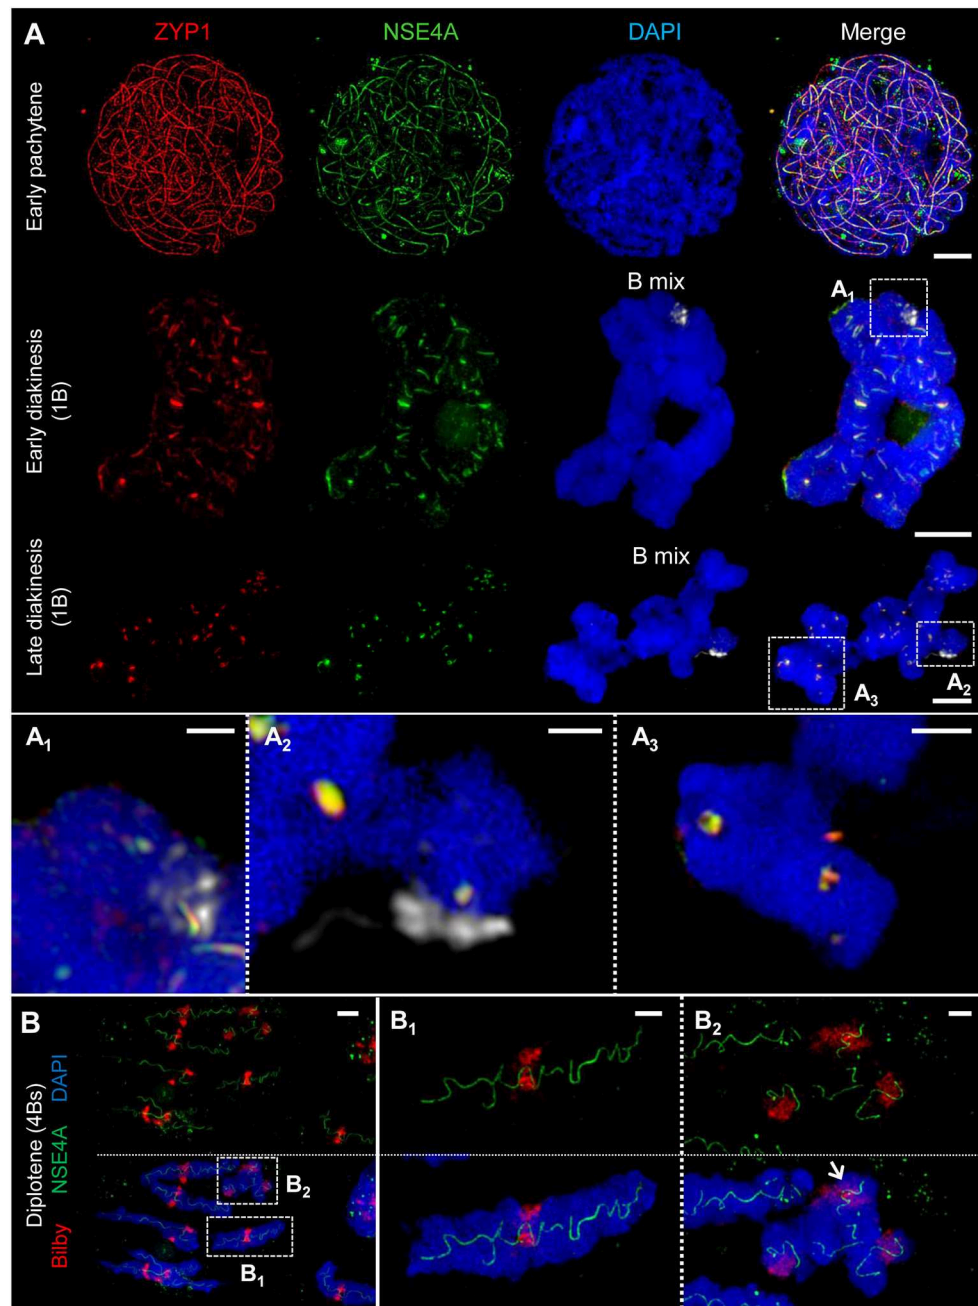 A ZYP1 NSE4A DAPI Merge
Early pachytene
B mix A₁
Early diakinesis
(1B)
B mix
Late diakinesis
(1B)
A₃ A₂
A₁ A₂ A₃
B B₁ B₂
Diplotene (4Bs)
Bilby NSE4A DAPI
B₂
B₁